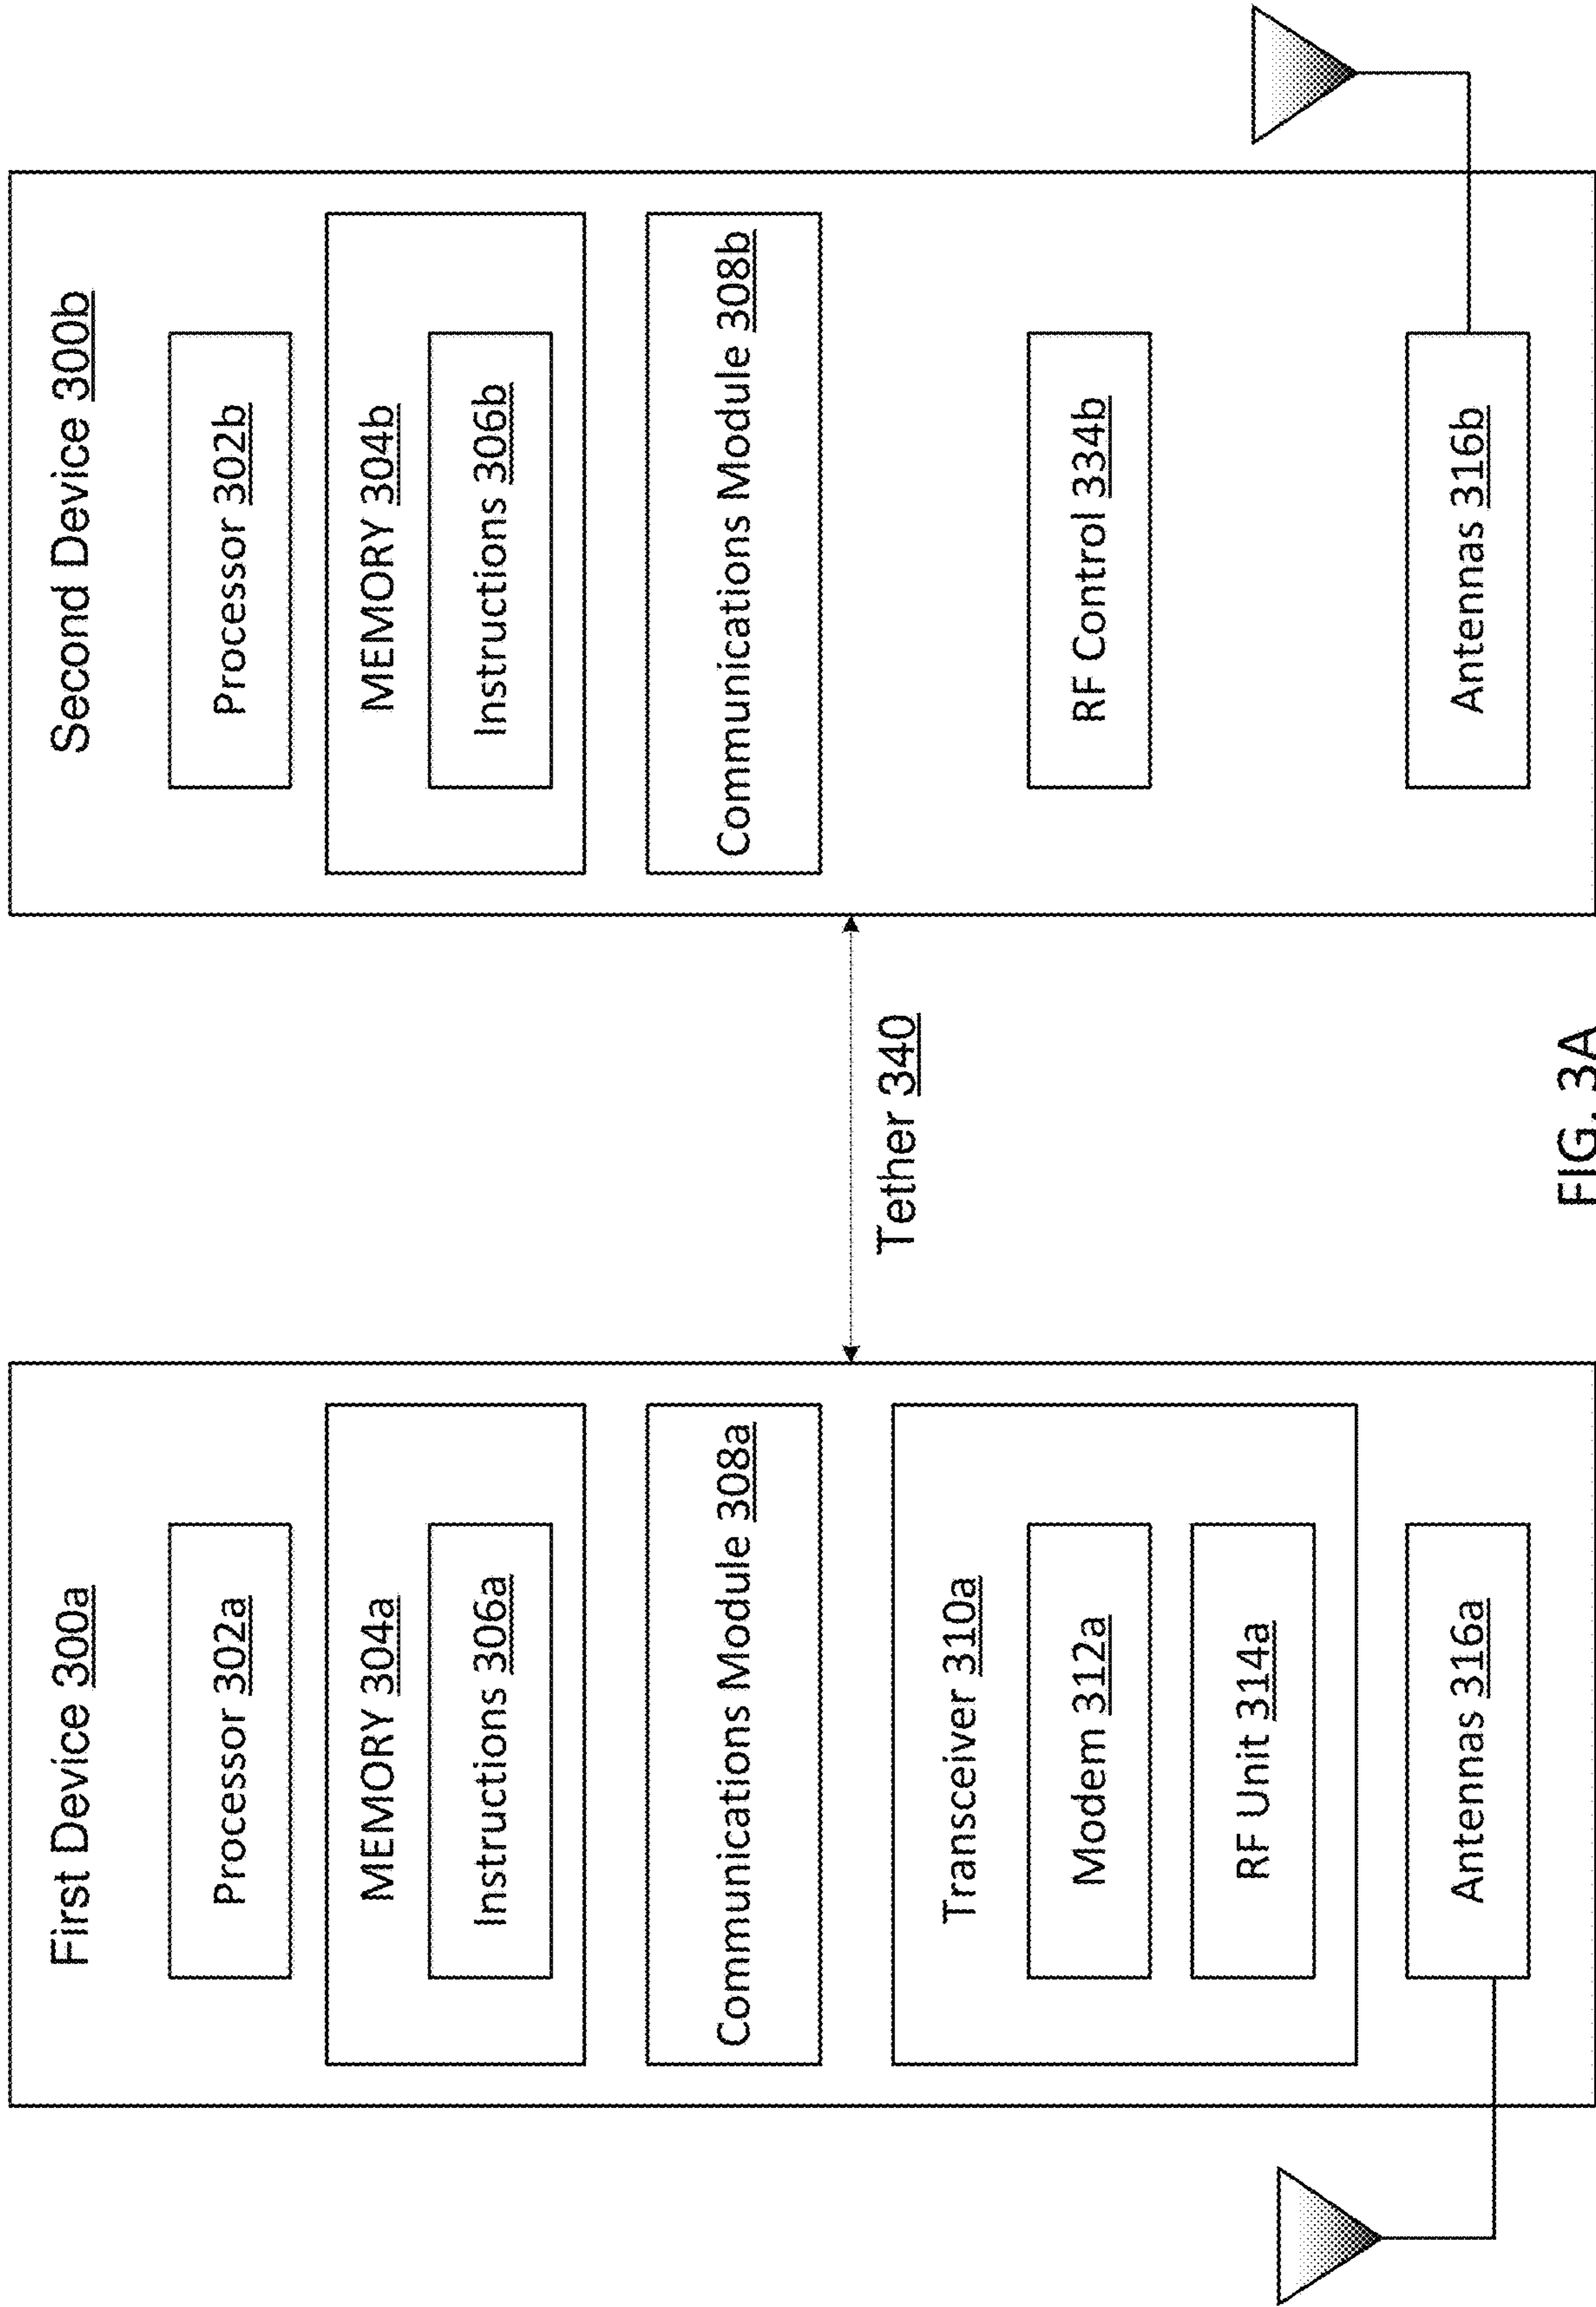 First Device 300a
Processor 302a
MEMORY 304a
Instructions 306a
Communications Module 308a
Transceiver 310a
Modem 312a
RF Unit 314a
Antennas 316a
Tether 340
Second Device 300b
Processor 302b
MEMORY 304b
Instructions 306b
Communications Module 308b
RF Control 334b
Antennas 316b
FIG. 3A